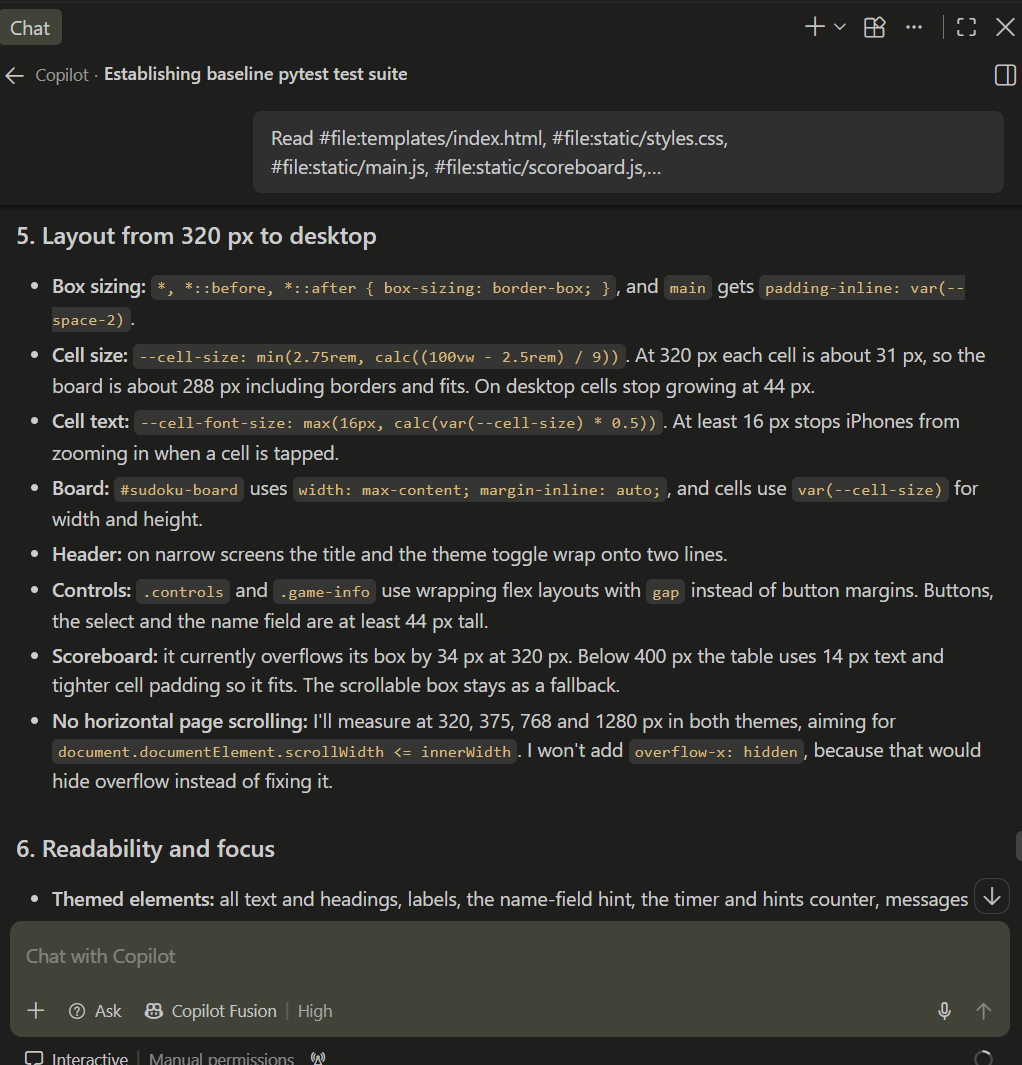 Chat
Copilot · Establishing baseline pytest test suite
Read #file:templates/index.html, #file:static/styles.css,
#file:static/main.js, #file:static/scoreboard.js,...
5. Layout from 320 px to desktop
• Box sizing: *, *::before, *::after { box-sizing: border-box; } , and main gets padding-inline: var(--
space-2) .
• Cell size: --cell-size: min(2.75rem, calc((100vw - 2.5rem) / 9)) . At 320 px each cell is about 31 px, so the
board is about 288 px including borders and fits. On desktop cells stop growing at 44 px.
• Cell text: --cell-font-size: max(16px, calc(var(--cell-size) * 0.5)) . At least 16 px stops iPhones from
zooming in when a cell is tapped.
• Board: #sudoku-board uses width: max-content; margin-inline: auto; , and cells use var(--cell-size) for
width and height.
• Header: on narrow screens the title and the theme toggle wrap onto two lines.
• Controls: .controls and .game-info use wrapping flex layouts with gap instead of button margins. Buttons,
the select and the name field are at least 44 px tall.
• Scoreboard: it currently overflows its box by 34 px at 320 px. Below 400 px the table uses 14 px text and
tighter cell padding so it fits. The scrollable box stays as a fallback.
• No horizontal page scrolling: I'll measure at 320, 375, 768 and 1280 px in both themes, aiming for
document.documentElement.scrollWidth <= innerWidth . I won't add overflow-x: hidden , because that would
hide overflow instead of fixing it.
6. Readability and focus
• Themed elements: all text and headings, labels, the name-field hint, the timer and hints counter, messages
Chat with Copilot
Ask Copilot Fusion | High
Interactive | Manual permissions